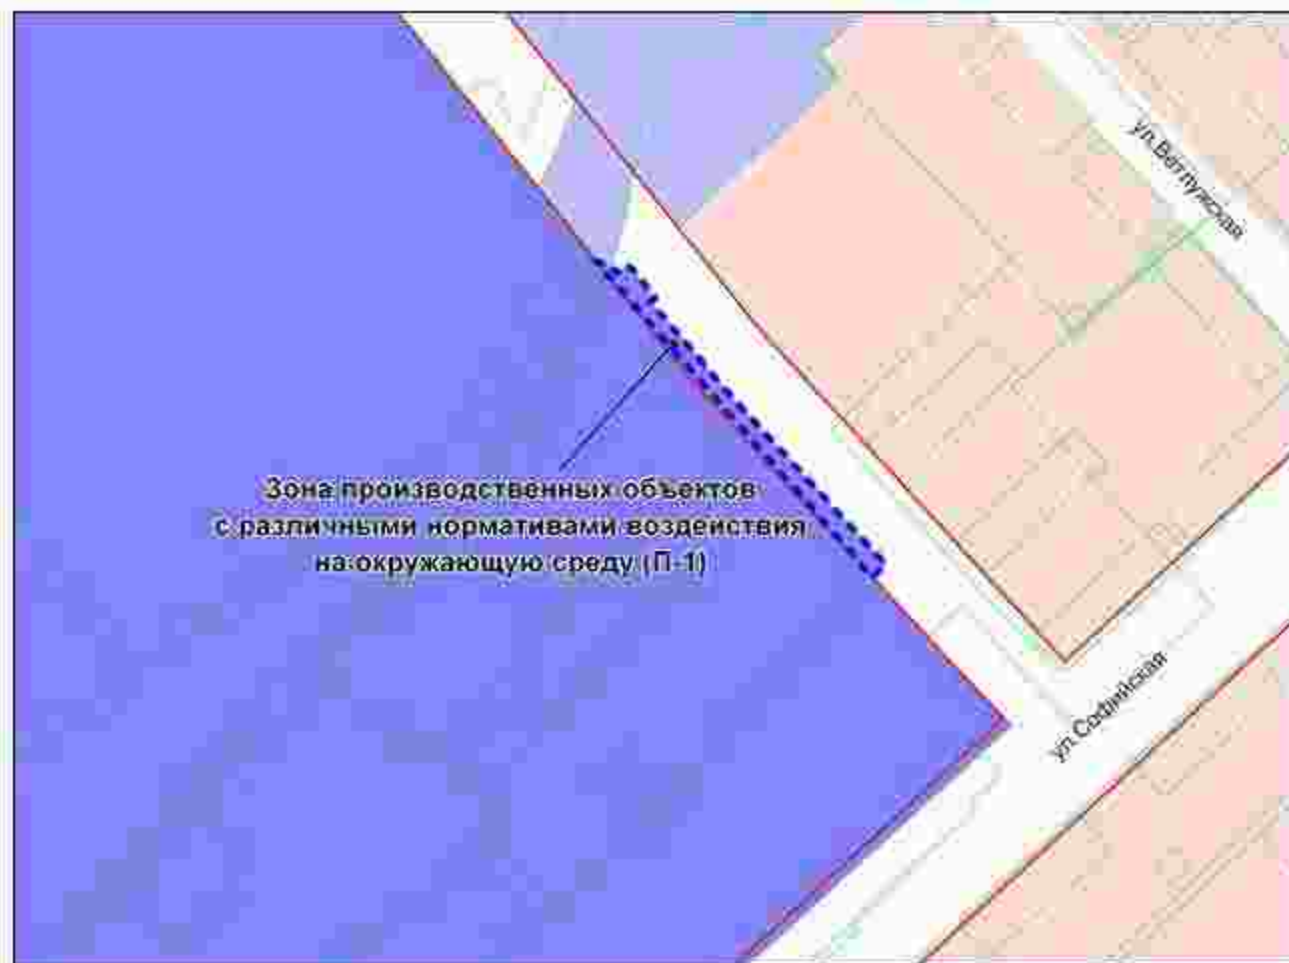 ул.Ветлужская
Зона производственных объектов
с различными нормативами воздействия
на окружающую среду (П-1)
ул.Софийская